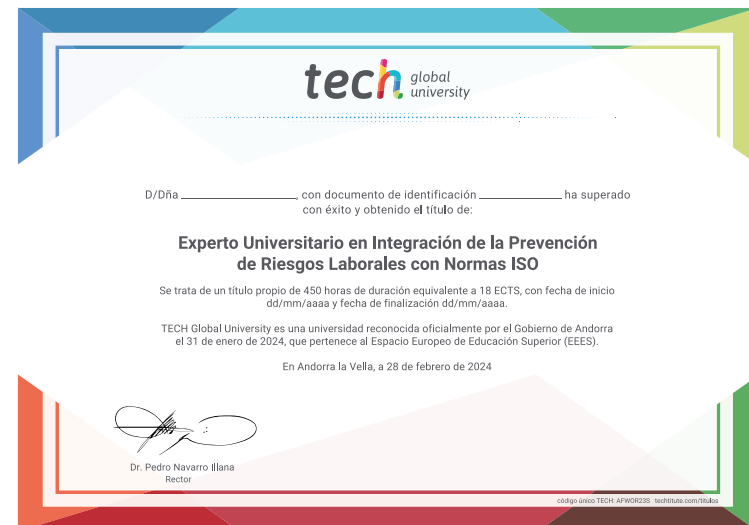 tech global university
D/Dña ____________________, con documento de identificación ______________ ha superado
con éxito y obtenido el título de:
Experto Universitario en Integración de la Prevención
de Riesgos Laborales con Normas ISO
Se trata de un título propio de 450 horas de duración equivalente a 18 ECTS, con fecha de inicio
dd/mm/aaaa y fecha de finalización dd/mm/aaaa.
TECH Global University es una universidad reconocida oficialmente por el Gobierno de Andorra
el 31 de enero de 2024, que pertenece al Espacio Europeo de Educación Superior (EEES).
En Andorra la Vella, a 28 de febrero de 2024
Dr. Pedro Navarro Illana
Rector
código único TECH: AFWOR23S techtitute.com/titulos